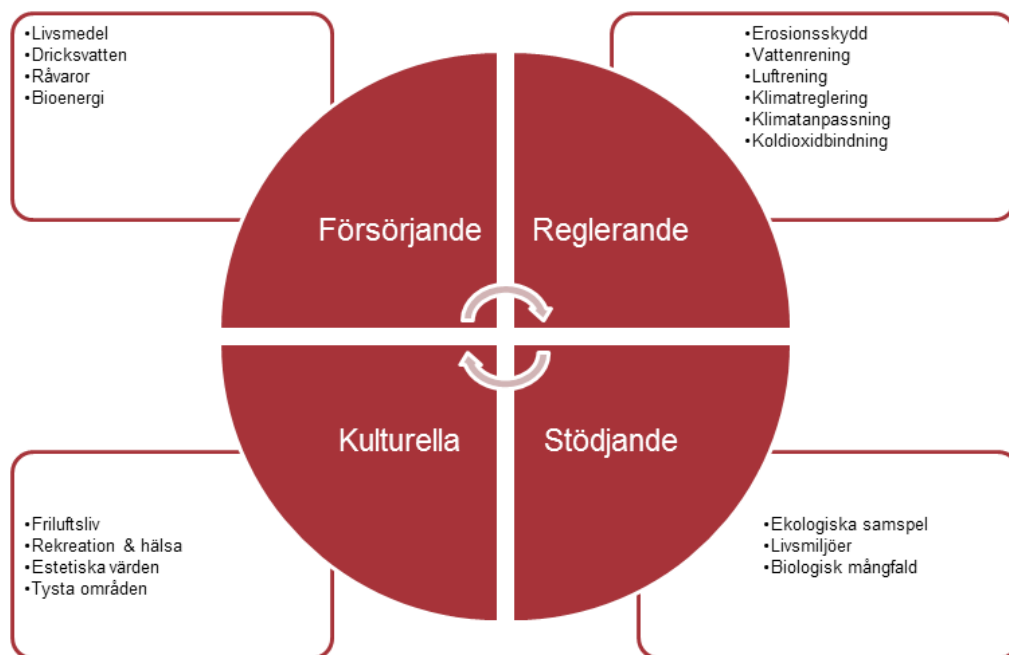 •Livsmedel
•Dricksvatten
•Råvaror
•Bioenergi
•Erosionsskydd
•Vattenrening
•Luftrening
•Klimatreglering
•Klimatanpassning
•Koldioxidbindning
Försörjande
Reglerande
Kulturella
Stödjande
•Friluftsliv
•Rekreation & hälsa
•Estetiska värden
•Tysta områden
•Ekologiska samspel
•Livsmiljöer
•Biologisk mångfald